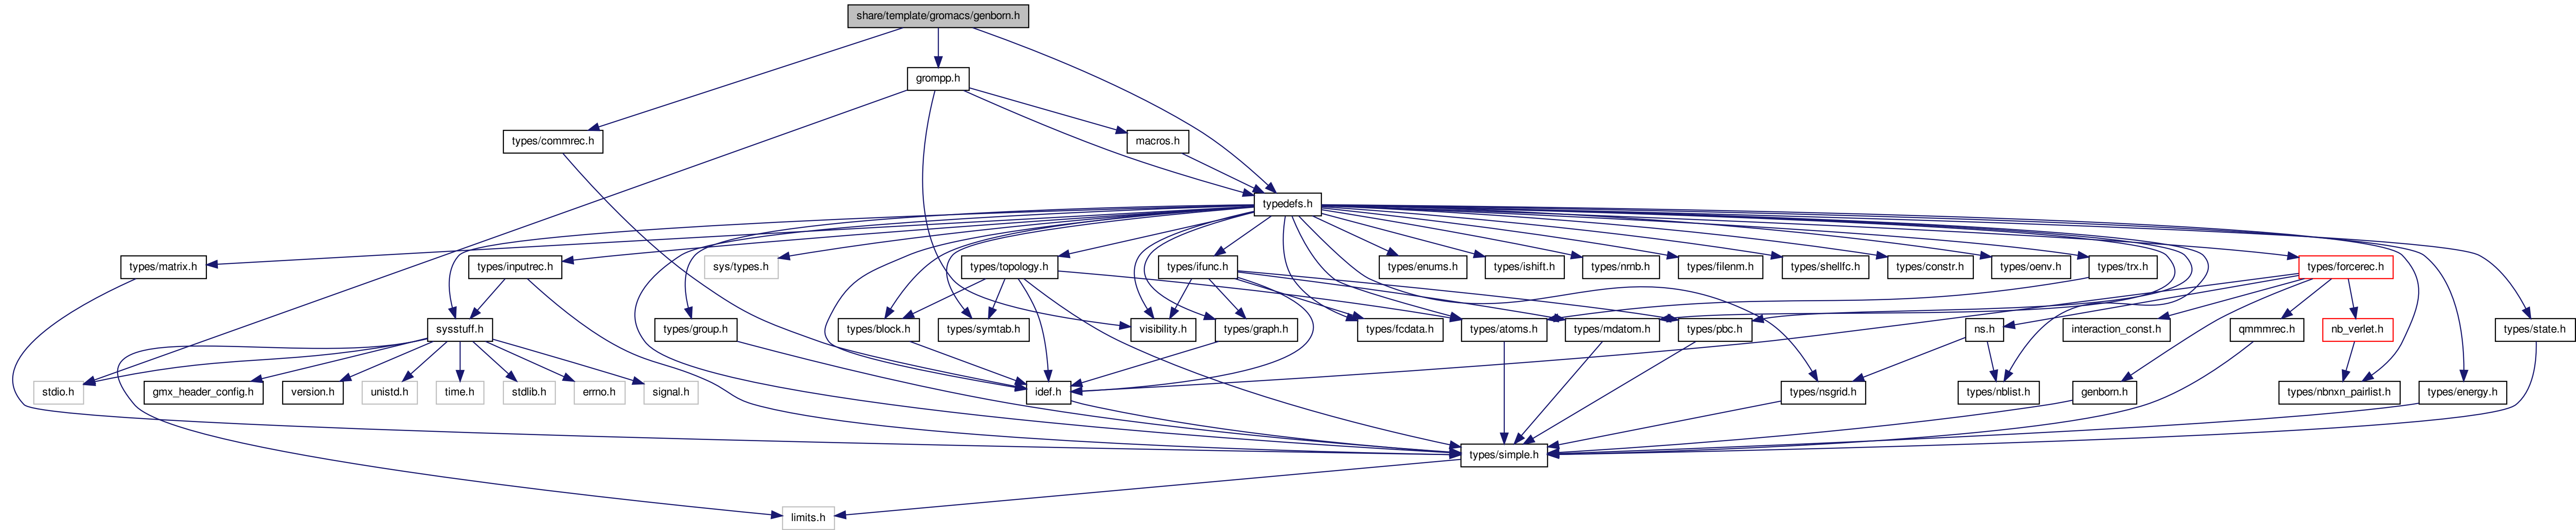 share/template/gromacs/genborn.h
grompp.h
types/commrec.h
macros.h
typedefs.h
types/matrix.h
types/inputrec.h
sys/types.h
types/topology.h
types/ifunc.h
types/enums.h
types/ishift.h
types/nrnb.h
types/filenm.h
types/shellfc.h
types/constr.h
types/oenv.h
types/trx.h
types/forcerec.h
sysstuff.h
types/group.h
types/block.h
types/symtab.h
visibility.h
types/graph.h
types/fcdata.h
types/atoms.h
types/mdatom.h
types/pbc.h
ns.h
interaction_const.h
qmmmrec.h
nb_verlet.h
types/state.h
stdio.h
gmx_header_config.h
version.h
unistd.h
time.h
stdlib.h
errno.h
signal.h
idef.h
types/nsgrid.h
types/nblist.h
genborn.h
types/nbnxn_pairlist.h
types/energy.h
types/simple.h
limits.h